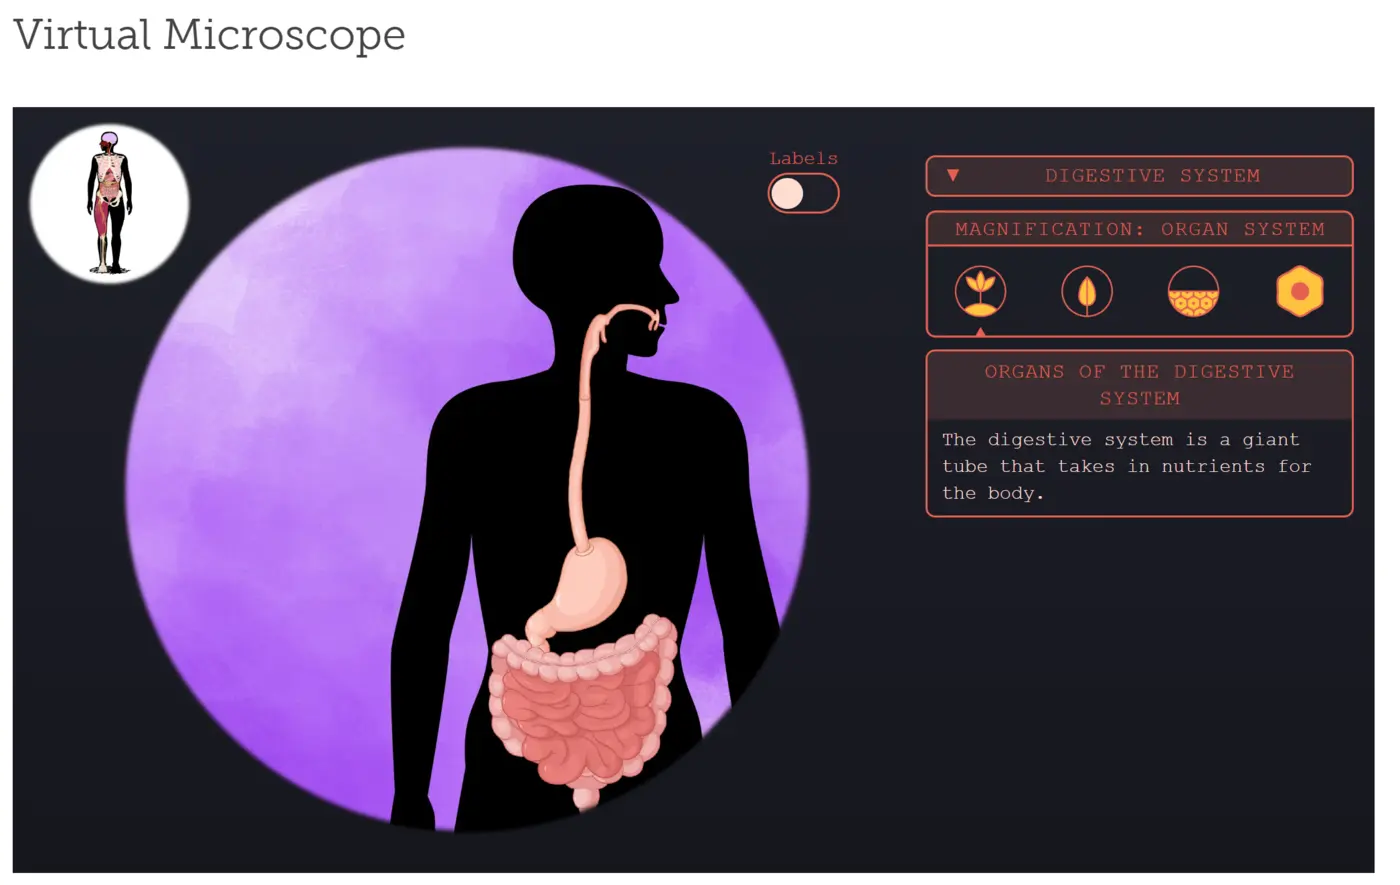 Virtual Microscope
Labels
DIGESTIVE SYSTEM
MAGNIFICATION: ORGAN SYSTEM
ORGANS OF THE DIGESTIVE
SYSTEM
The digestive system is a giant
tube that takes in nutrients for
the body.